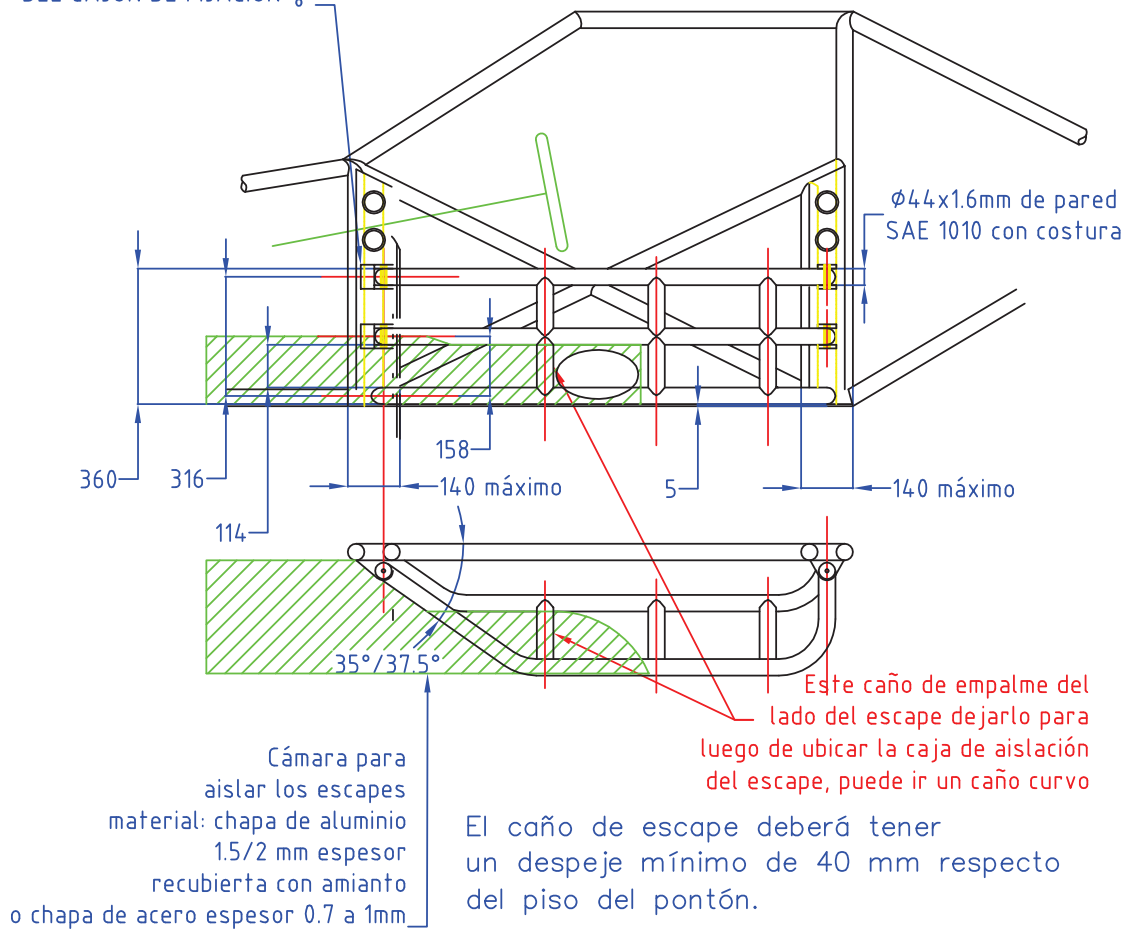 Ø44x1.6mm de pared
SAE 1010 con costura
360
316
114
158
140 máximo
5
140 máximo
35°/37.5°
Este caño de empalme del
lado del escape dejarlo para
luego de ubicar la caja de aislación
del escape, puede ir un caño curvo
Cámara para
aislar los escapes
material: chapa de aluminio
1.5/2 mm espesor
recubierta con amianto
o chapa de acero espesor 0.7 a 1mm
El caño de escape deberá tener
un despeje mínimo de 40 mm respecto
del piso del pontón.